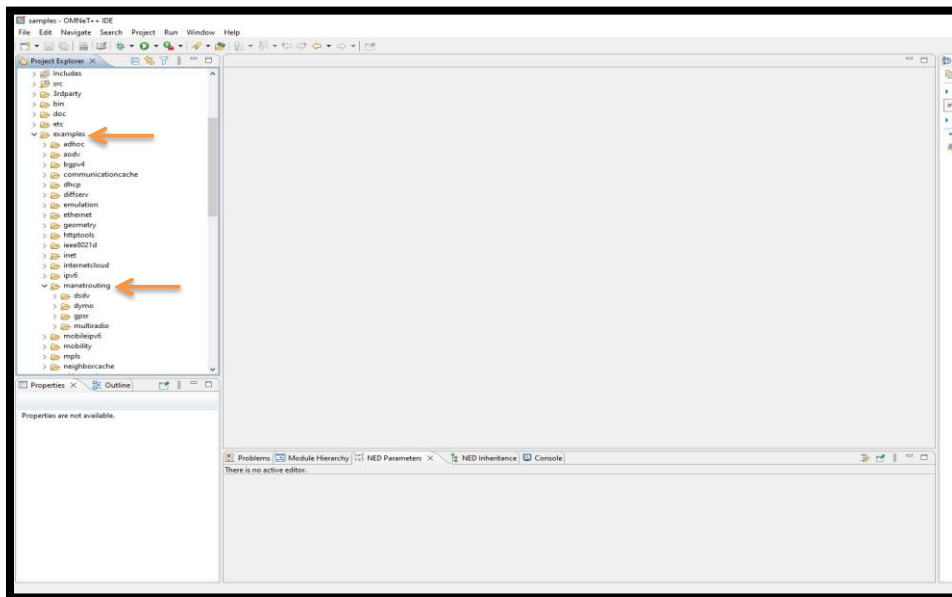 samples - OMNeT++ IDE
File Edit Navigate Search Project Run Window Help
Project Explorer
Includes
src
3rdparty
bin
doc
etc
examples
adhoc
aodv
bgpv4
communicationcache
dhcp
diffserv
emulation
ethernet
geometry
httptools
ieee8021d
inet
internetcloud
ipv6
manetrouting
dsdv
dymo
gpsr
multiradio
mobileipv6
mobility
mpls
neighborcache
Properties Outline
Properties are not available.
Problems Module Hierarchy NED Parameters NED Inheritance Console
There is no active editor.